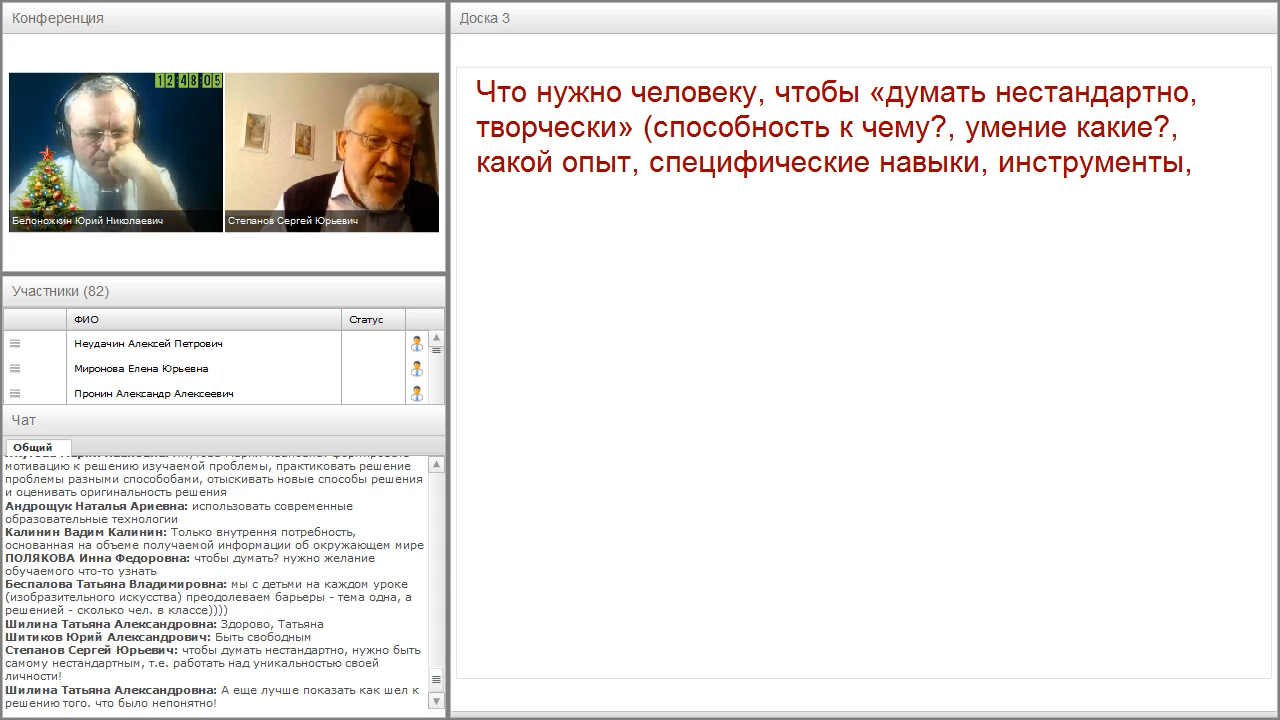 Конференция
12:48:05
Белоножкин Юрий Николаевич
Степанов Сергей Юрьевич
Участники (82)
ФИО
Статус
Неудачин Алексей Петрович
Миронова Елена Юрьевна
Пронин Александр Алексеевич
Чат
Общий
мотивацию к решению изучаемой проблемы, практиковать решение
проблемы разными способобами, отыскивать новые способы решения
и оценивать оригинальность решения
Андрощук Наталья Ариевна: использовать современные
образовательные технологии
Калинин Вадим Калинин: Только внутрення потребность,
основанная на объеме получаемой информации об окружающем мире
ПОЛЯКОВА Инна Федоровна: чтобы думать? нужно желание
обучаемого что-то узнать
Беспалова Татьяна Владимировна: мы с детьми на каждом уроке
(изобразительного искусства) преодолеваем барьеры - тема одна, а
решенией - сколько чел. в классе))))
Шилина Татьяна Александровна: Здорово, Татьяна
Шитиков Юрий Александрович: Быть свободным
Степанов Сергей Юрьевич: чтобы думать нестандартно, нужно быть
самому нестандартным, т.е. работать над уникальностью своей
личности!
Шилина Татьяна Александровна: А еще лучше показать как шел к
решению того. что было непонятно!
Доска 3
Что нужно человеку, чтобы «думать нестандартно,
творчески» (способность к чему?, умение какие?,
какой опыт, специфические навыки, инструменты,